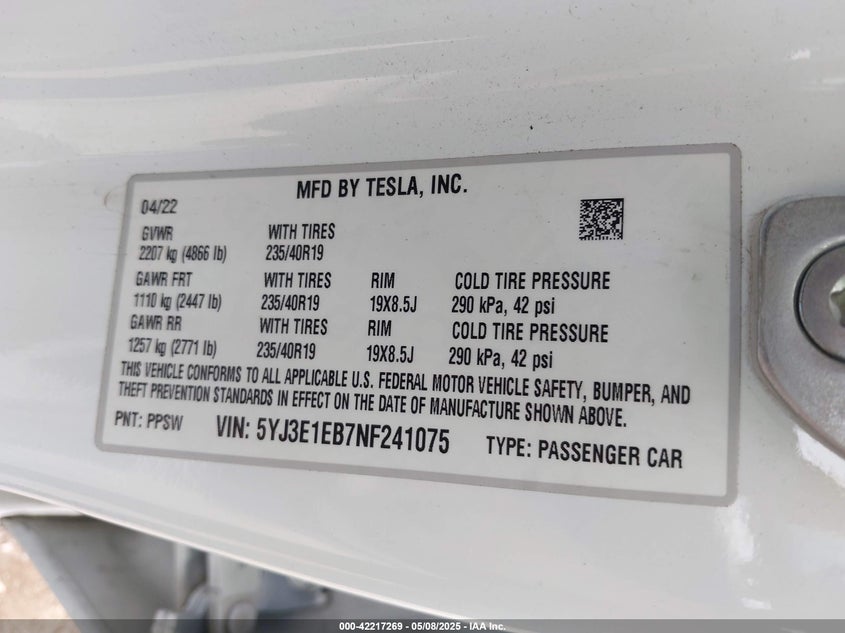 MFD BY TESLA, INC.
04/22
GVWR WITH TIRES
2207 kg (4866 lb) 235/40R19
GAWR FRT WITH TIRES RIM COLD TIRE PRESSURE
1110 kg (2447 lb) 235/40R19 19X8.5J 290 kPa, 42 psi
GAWR RR WITH TIRES RIM COLD TIRE PRESSURE
1257 kg (2771 lb) 235/40R19 19X8.5J 290 kPa, 42 psi
THIS VEHICLE CONFORMS TO ALL APPLICABLE U.S. FEDERAL MOTOR VEHICLE SAFETY, BUMPER, AND
THEFT PREVENTION STANDARDS IN EFFECT ON THE DATE OF MANUFACTURE SHOWN ABOVE.
PNT: PPSW VIN: 5YJ3E1EB7NF241075 TYPE: PASSENGER CAR
000-42217269 - 05/08/2025 - IAA Inc.